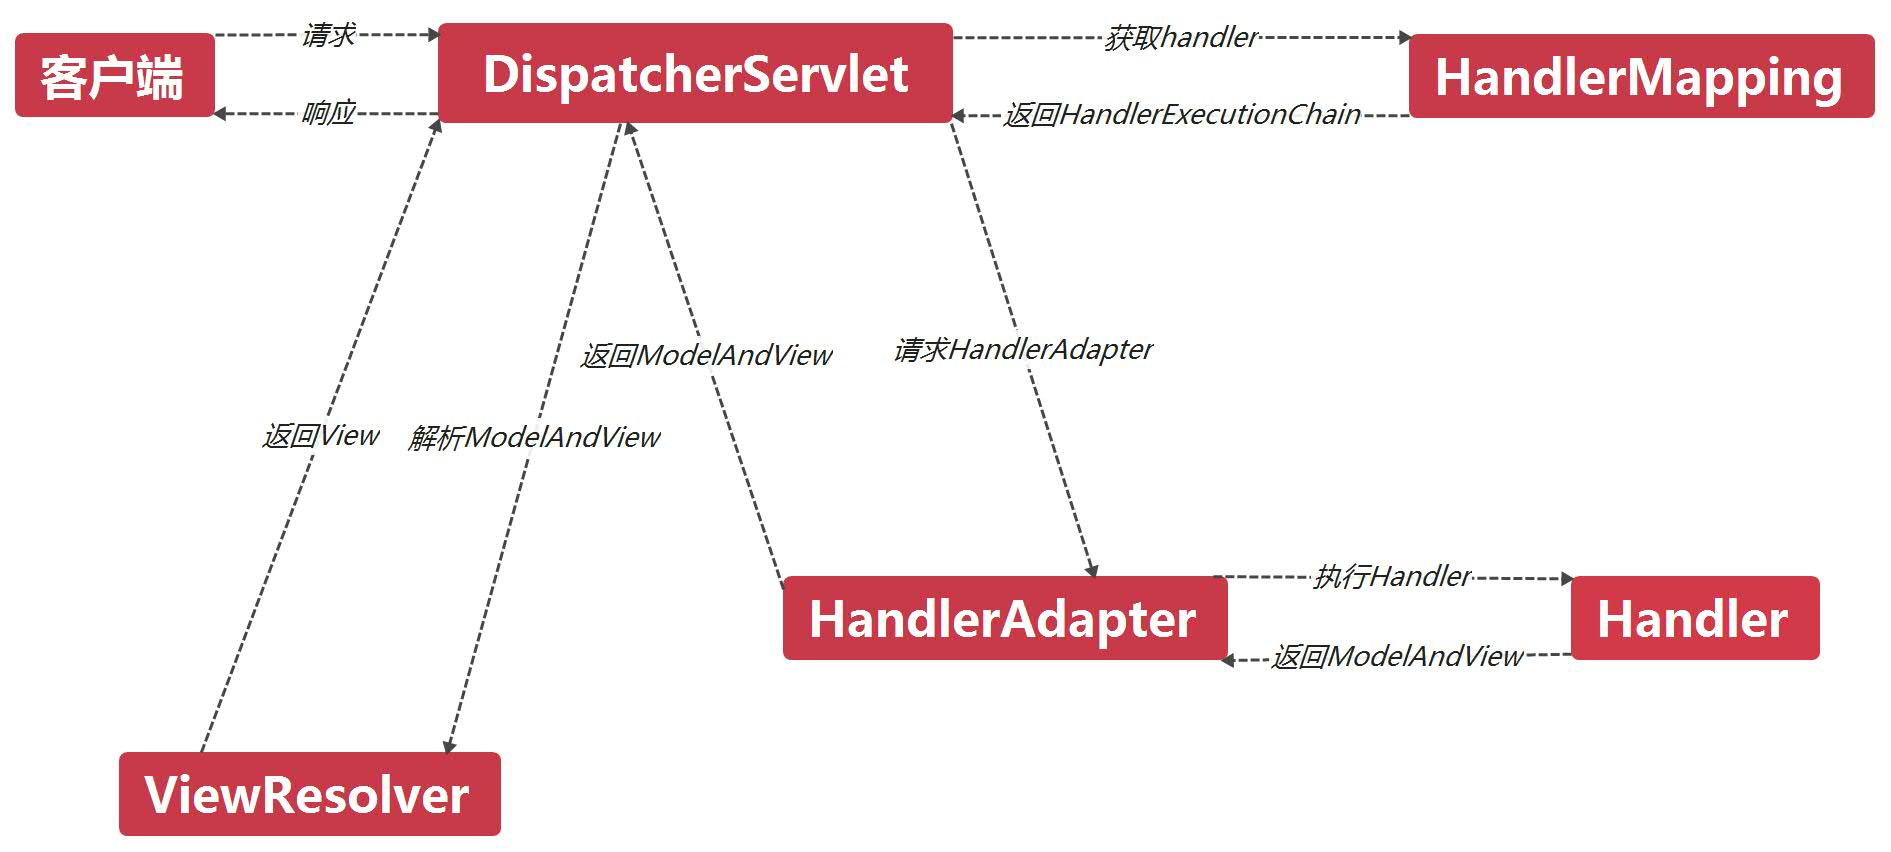 请求
客户端
DispatcherServlet
获取handler
HandlerMapping
响应
返回HandlerExecutionChain
返回ModelAndView
请求HandlerAdapter
返回View
解析ModelAndView
执行Handler
HandlerAdapter
Handler
返回ModelAndView
ViewResolver